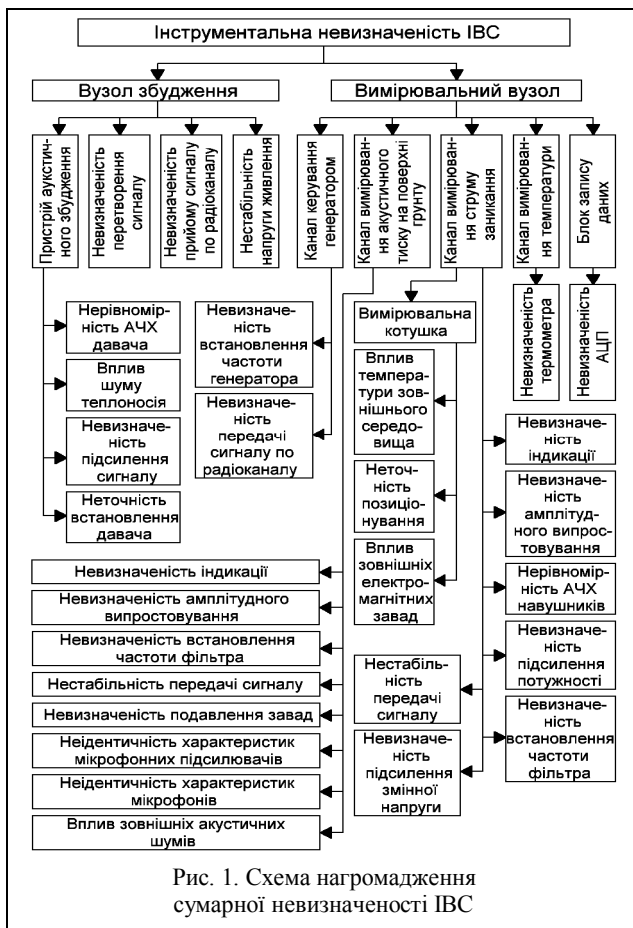 Інструментальна невизначеність ІВС
Вузол збудження
Вимірювальний вузол
Пристрій аукстич-
ного збудження
Невизначеність
перетворення
сигналу
Невизначеність
прийому сигналу
по радіоканалу
Нестабільність
напруги живлення
Канал керування
генератором
Канал вимірюван-
ня акустичного
тиску на поверхні
ґрунту
Канал вимірюван-
ня струму
заникання
Канал вимірюван-
ня температури
Блок запису
даних
Нерівномір-
ність АЧХ
давача
Вплив
шуму
теплоносія
Невизначе-
ність
підсилення
сигналу
Неточність
встановлення
давача
Невизначе-
ність
встановлення
частоти
генератора
Невизначе-
ність
передачі
сигналу по
радіоканалу
Вимірювальна
котушка
Вплив
темпера-
тури зов-
нішнього
середо-
вища
Неточ-
ність
позиціо-
нування
Вплив
зовнішніх
електро-
магнітних
завад
Невизначеність
термометра
Невизначеність
АЦП
Невизначе-
ність
індикації
Невизначе-
ність
амплітуд-
ного випрос-
товування
Нерівномір-
ність АЧХ
навушників
Невизначе-
ність
підсилення
потужності
Невизначе-
ність
встановлення
частоти
фільтра
Невизначеність індикації
Невизначеність амплітудного
випростовування
Невизначеність встановлення
частоти фільтра
Нестабільність передачі сигналу
Невизначеність подавлення завад
Неідентичність характеристик
мікрофонних підсилювачів
Неідентичність характеристик
мікрофонів
Вплив зовнішніх акустичних
шумів
Нестабіль-
ність
передачі
сигналу
Невизначе-
ність
підсилення
змінної
напруги
Рис. 1. Схема нагромадження
сумарної невизначеності ІВС